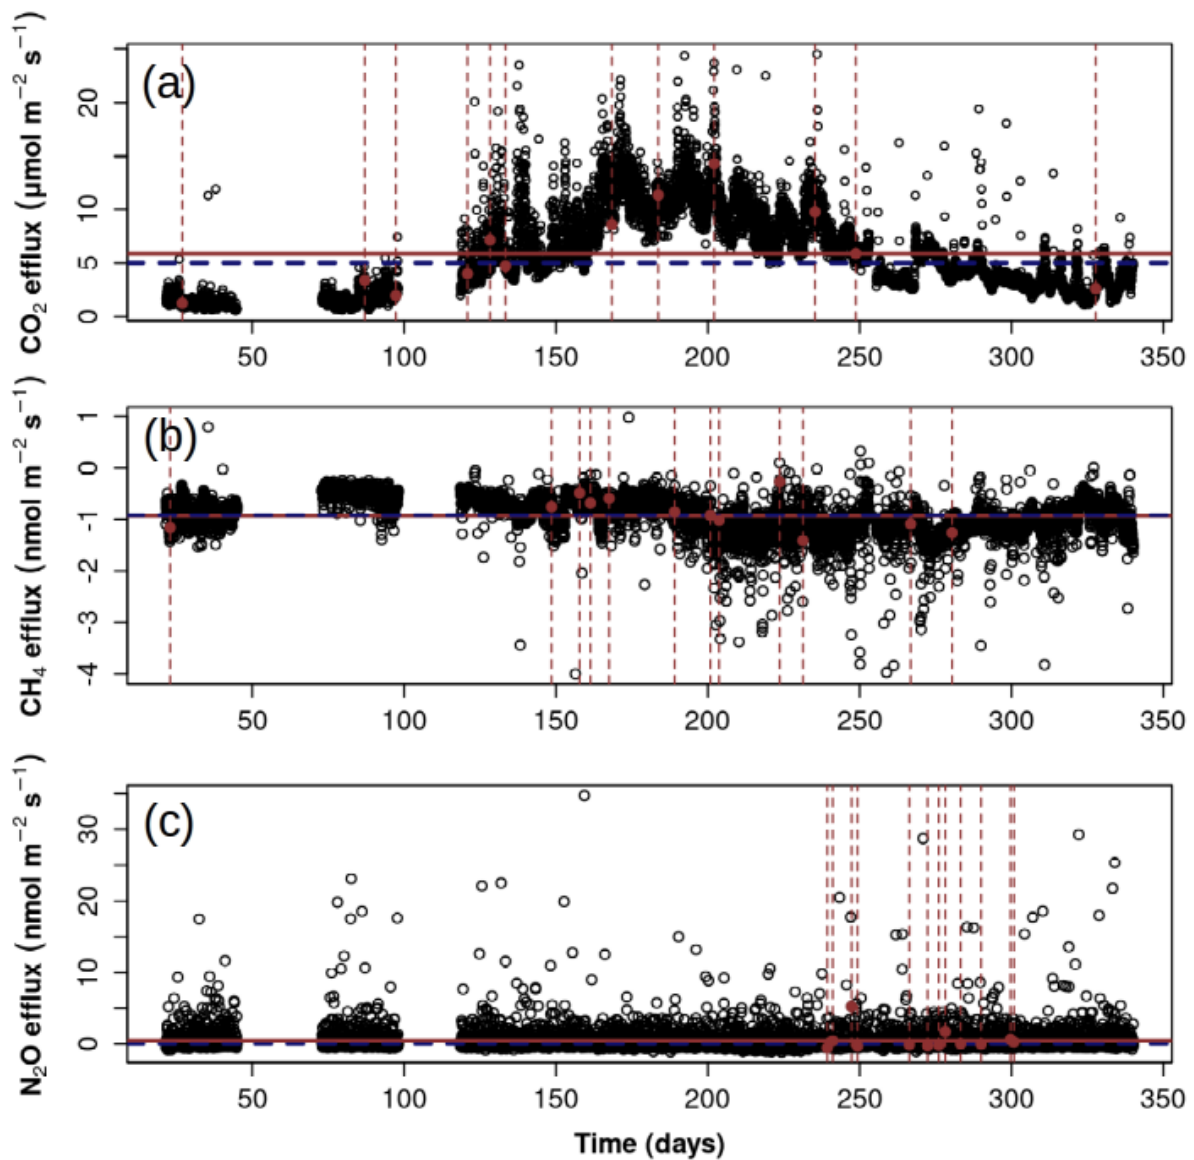 (a)
CO₂ efflux (μmol m⁻² s⁻¹)
20
10
5
0
50 100 150 200 250 300 350
(b)
CH₄ efflux (nmol m⁻² s⁻¹)
1
0
-1
-2
-3
-4
50 100 150 200 250 300 350
(c)
N₂O efflux (nmol m⁻² s⁻¹)
30
20
10
0
50 100 150 200 250 300 350
Time (days)